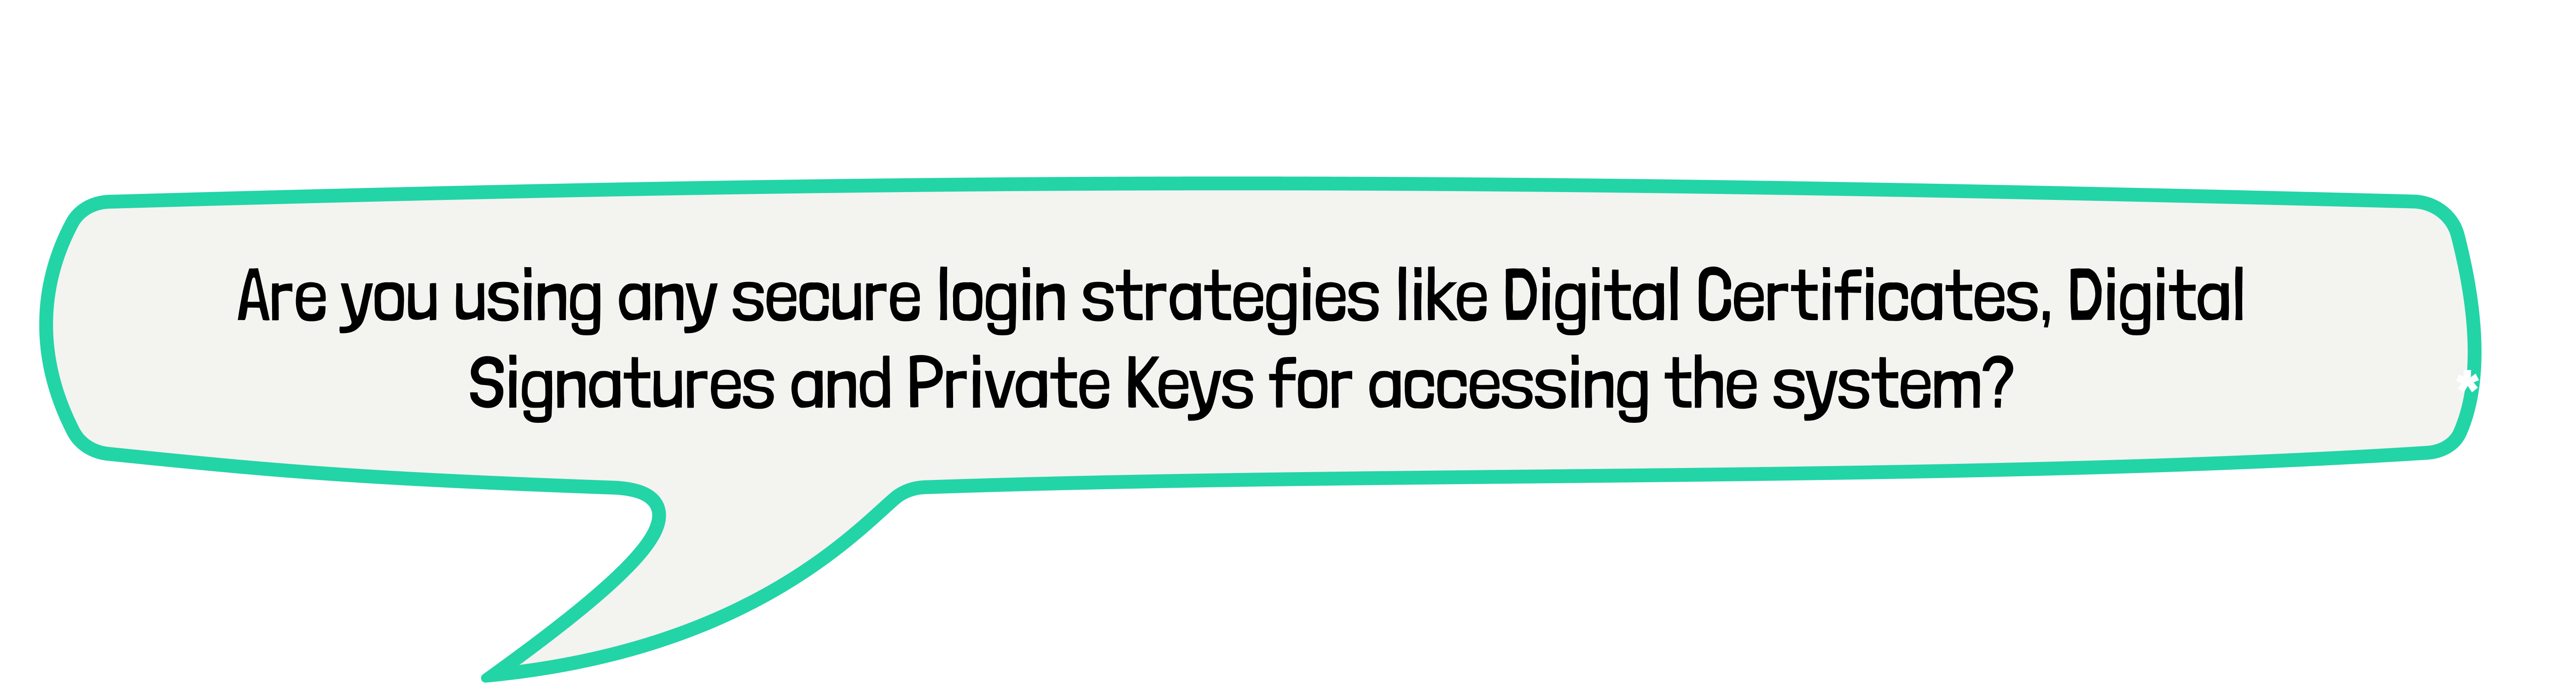 Are you using any secure login strategies like Digital Certificates, Digital
Signatures and Private Keys for accessing the system?
*